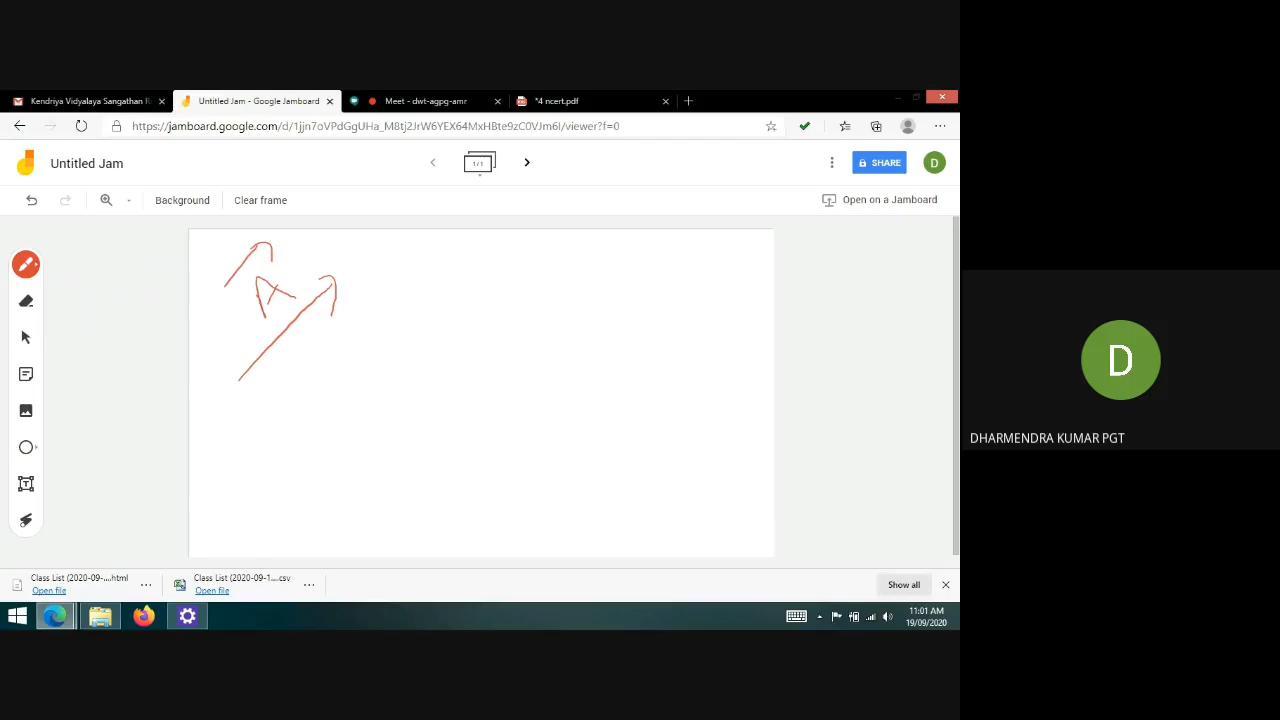 Kendriya Vidyalaya Sangathan R
Untitled Jam - Google Jamboard
Meet - dwt-agpg-amr
*4 ncert.pdf
https://jamboard.google.com/d/1jjn7oVPdGgUHa_M8tj2JrW6YEX64MxHBte9zC0VJm6I/viewer?f=0
Untitled Jam
1/1
SHARE
D
Background
Clear frame
Open on a Jamboard
A
D
DHARMENDRA KUMAR PGT
Class List (2020-09-....html
Open file
Class List (2020-09-1....csv
Open file
Show all
11:01 AM
19/09/2020